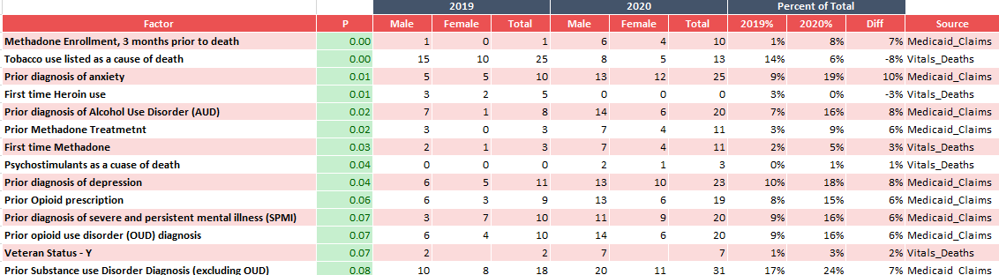 2019 2020 Percent of Total
Factor P Male Female Total Male Female Total 2019% 2020% Diff Source
Methadone Enrollment, 3 months prior to death 0.00 1 0 1 6 4 10 1% 8% 7% Medicaid_Claims
Tobacco use listed as a cause of death 0.00 15 10 25 8 5 13 14% 6% -8% Vitals_Deaths
Prior diagnosis of anxiety 0.01 5 5 10 13 12 25 9% 19% 10% Medicaid_Claims
First time Heroin use 0.01 3 2 5 0 0 0 3% 0% -3% Vitals_Deaths
Prior diagnosis of Alcohol Use Disorder (AUD) 0.02 7 1 8 14 6 20 7% 16% 8% Medicaid_Claims
Prior Methadone Treatmetnt 0.02 3 0 3 7 4 11 3% 9% 6% Medicaid_Claims
First time Methadone 0.03 2 1 3 7 4 11 2% 5% 3% Vitals_Deaths
Psychostimulants as a cuase of death 0.04 0 0 0 2 1 3 0% 1% 1% Vitals_Deaths
Prior diagnosis of depression 0.04 6 5 11 13 10 23 10% 18% 8% Medicaid_Claims
Prior Opioid prescription 0.06 6 3 9 13 6 19 8% 15% 6% Medicaid_Claims
Prior diagnosis of severe and persistent mental illness (SPMI) 0.07 3 7 10 11 9 20 9% 16% 6% Medicaid_Claims
Prior opioid use disorder (OUD) diagnosis 0.07 6 4 10 14 6 20 9% 16% 6% Medicaid_Claims
Veteran Status - Y 0.07 2 2 7 7 1% 3% 2% Vitals_Deaths
Prior Substance use Disorder Diagnosis (excluding OUD) 0.08 10 8 18 20 11 31 17% 24% 7% Medicaid_Claims